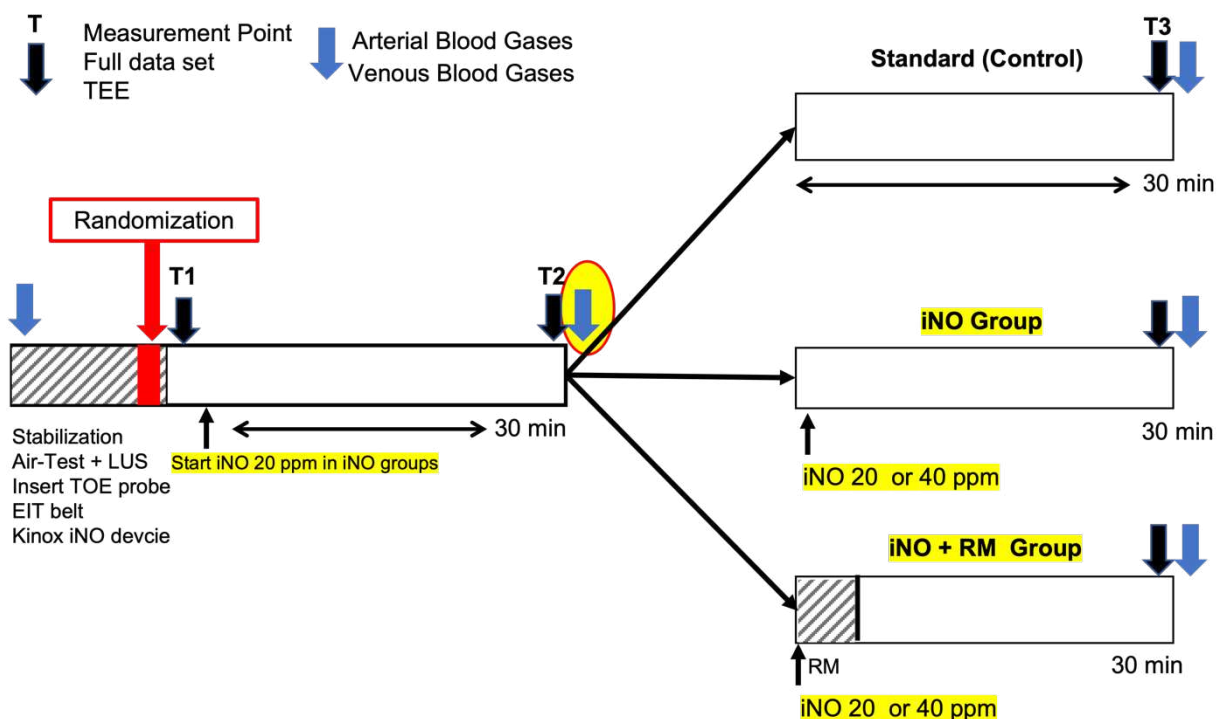 T
Measurement Point
Full data set
TEE
Arterial Blood Gases
Venous Blood Gases
Standard (Control)
T3
30 min
Randomization
T1
T2
30 min
Stabilization
Air-Test + LUS
Insert TOE probe
EIT belt
Kinox iNO devcie
Start iNO 20 ppm in iNO groups
iNO Group
30 min
iNO 20 or 40 ppm
iNO + RM Group
RM
30 min
iNO 20 or 40 ppm